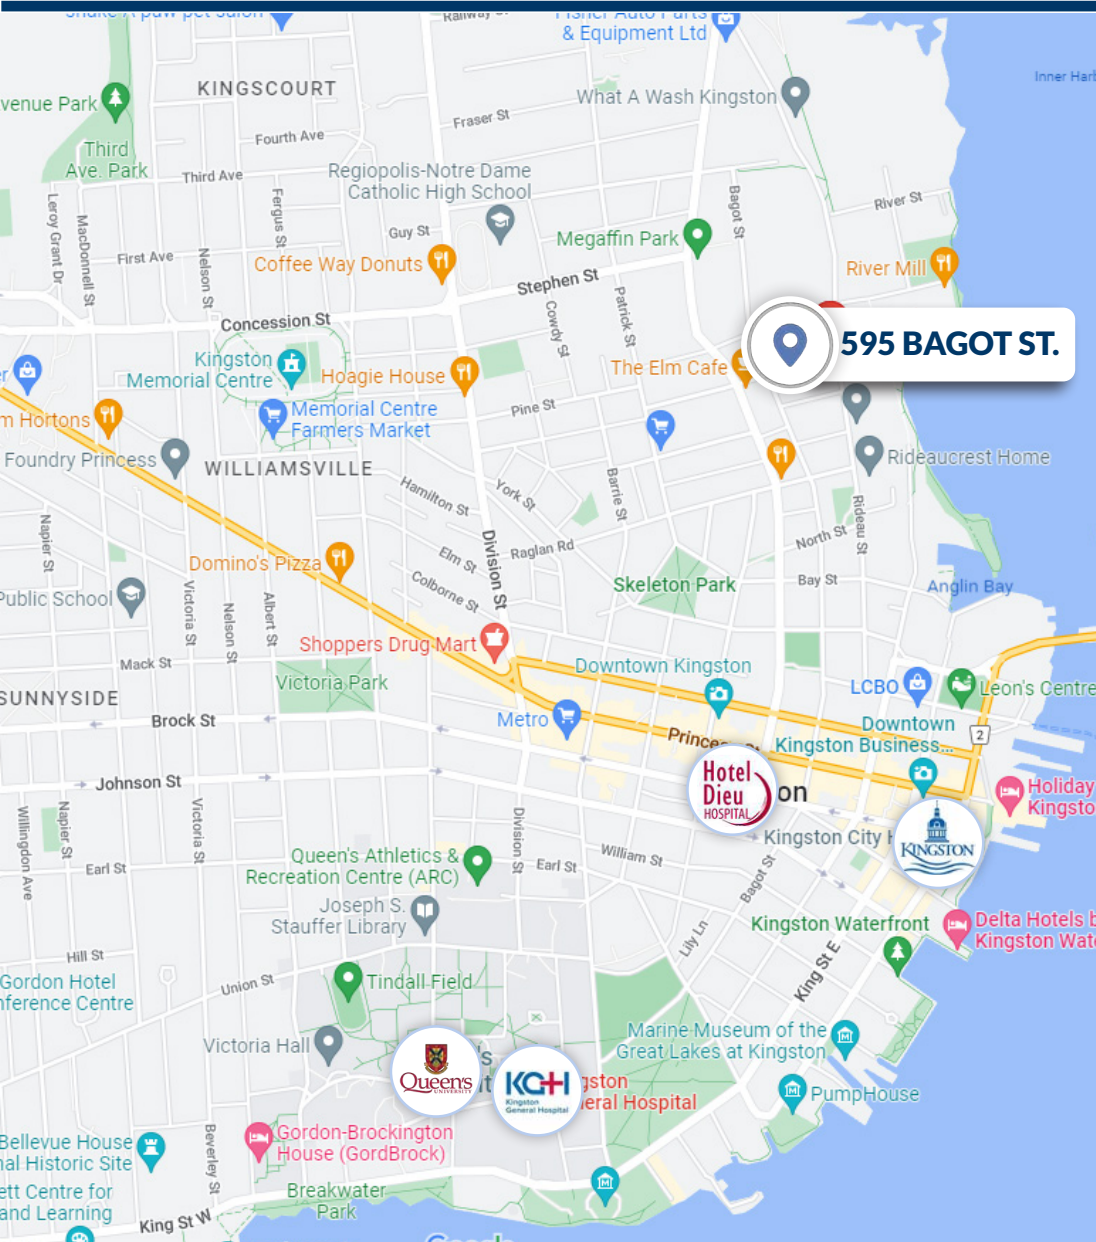 Railway St
& Equipment Ltd
KINGSCOURT
What A Wash Kingston
venue Park
Fraser St
Fourth Ave
Third
Ave. Park
Third Ave
Regiopolis-Notre Dame
Catholic High School
Leroy Grant Dr
MacDonnell St
Fergus St
Bagot St
River St
Guy St
Megaffin Park
First Ave
Nelson St
Coffee Way Donuts
River Mill
Stephen St
Patrick St
Cowdy St
Concession St
595 BAGOT ST.
Kingston
Memorial Centre
Hoagie House
The Elm Cafe
m Hortons
Memorial Centre
Farmers Market
Pine St
Foundry Princess
WILLIAMSVILLE
Rideaucrest Home
Hamilton St
York St
Barrie St
Rideau St
Napier St
Division St
North St
Elm St
Raglan Rd
Domino's Pizza
Colborne St
Skeleton Park
Bay St
Anglin Bay
Public School
Victoria St
Nelson St
Albert St
Shoppers Drug Mart
Mack St
Downtown Kingston
Victoria Park
LCBO
Leon's Centre
SUNNYSIDE
Brock St
Metro
Downtown
Kingston Business...
2
Hotel
Dieu
HOSPITAL
on
Johnson St
Holiday
Kingsto
Willingdon Ave
Napier St
Victoria St
Division St
Kingston City H
KINGSTON
Queen's Athletics &
Recreation Centre (ARC)
Earl St
Earl St
William St
Bagot St
Joseph S.
Stauffer Library
Lily Ln
Kingston Waterfront
Delta Hotels b
Kingston Wate
Hill St
Union St
Tindall Field
King St E
Gordon Hotel
nference Centre
Victoria Hall
Marine Museum of the
Great Lakes at Kingston
Queen's
UNIVERSITY
's
it
KGH
Kingston
General Hospital
gston
eral Hospital
PumpHouse
Bellevue House
nal Historic Site
Beverley St
Gordon-Brockington
House (GordBrock)
ett Centre for
and Learning
Breakwater
Park
King St W